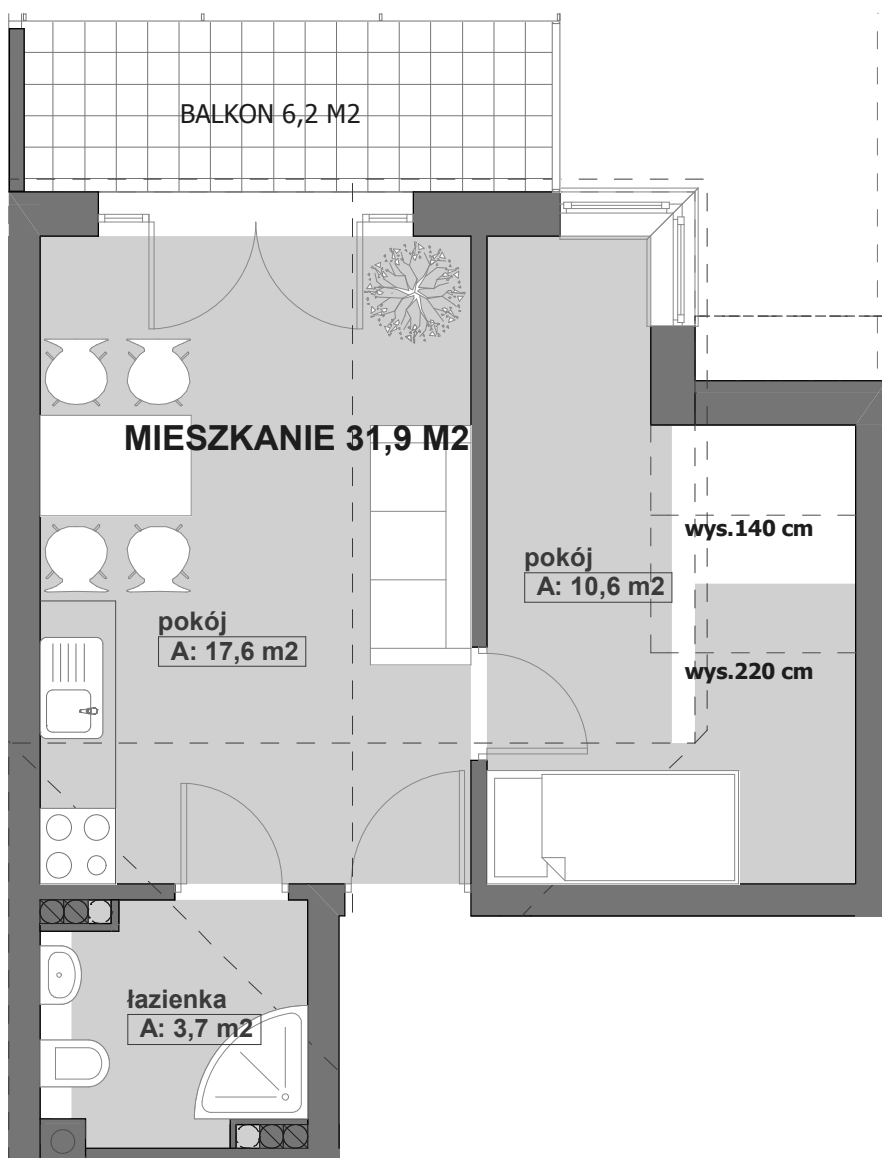 BALKON 6,2 M2
MIESZKANIE 31,9 M2
wys.140 cm
pokój
A: 10,6 m2
pokój
A: 17,6 m2
wys.220 cm
łazienka
A: 3,7 m2